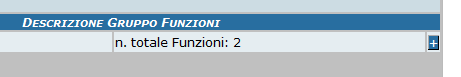 Descrizione Gruppo Funzioni
n. totale Funzioni: 2
+